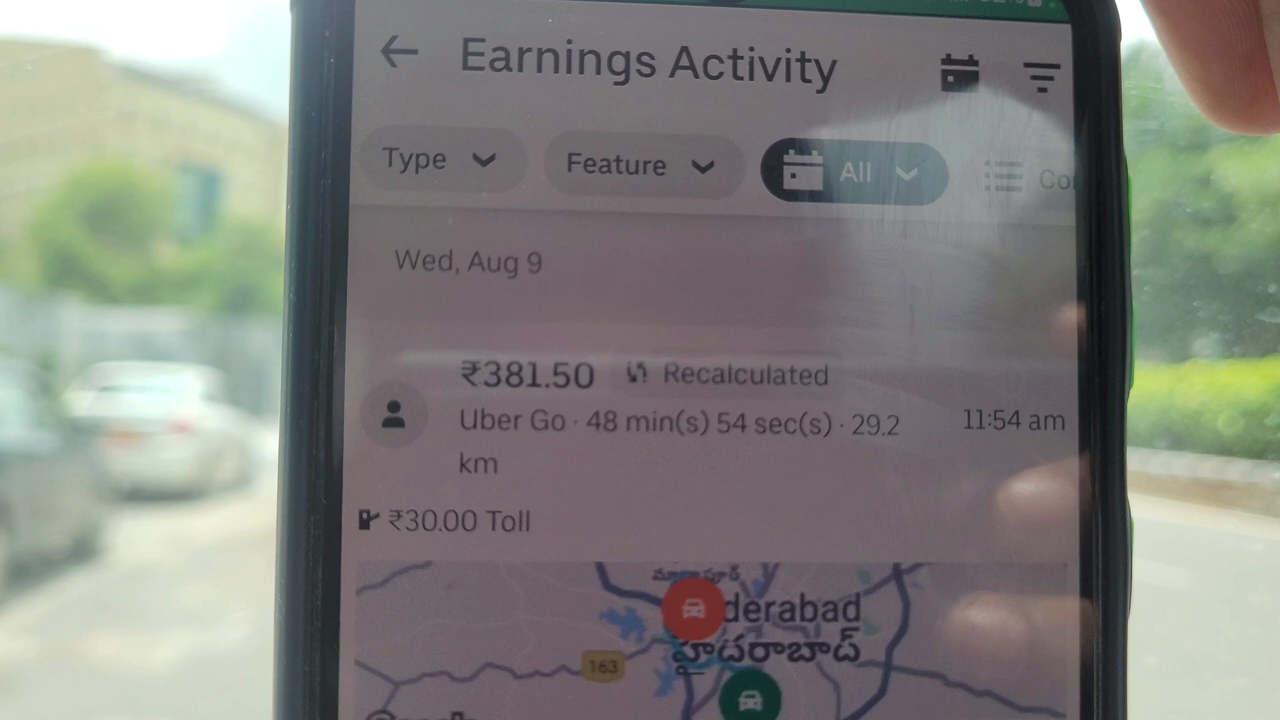 Earnings Activity
Type
Feature
All
Wed, Aug 9
₹381.50 Recalculated
Uber Go · 48 min(s) 54 sec(s) · 29.2
km
11:54 am
₹30.00 Toll
derabad
హైదరాబాద్
163